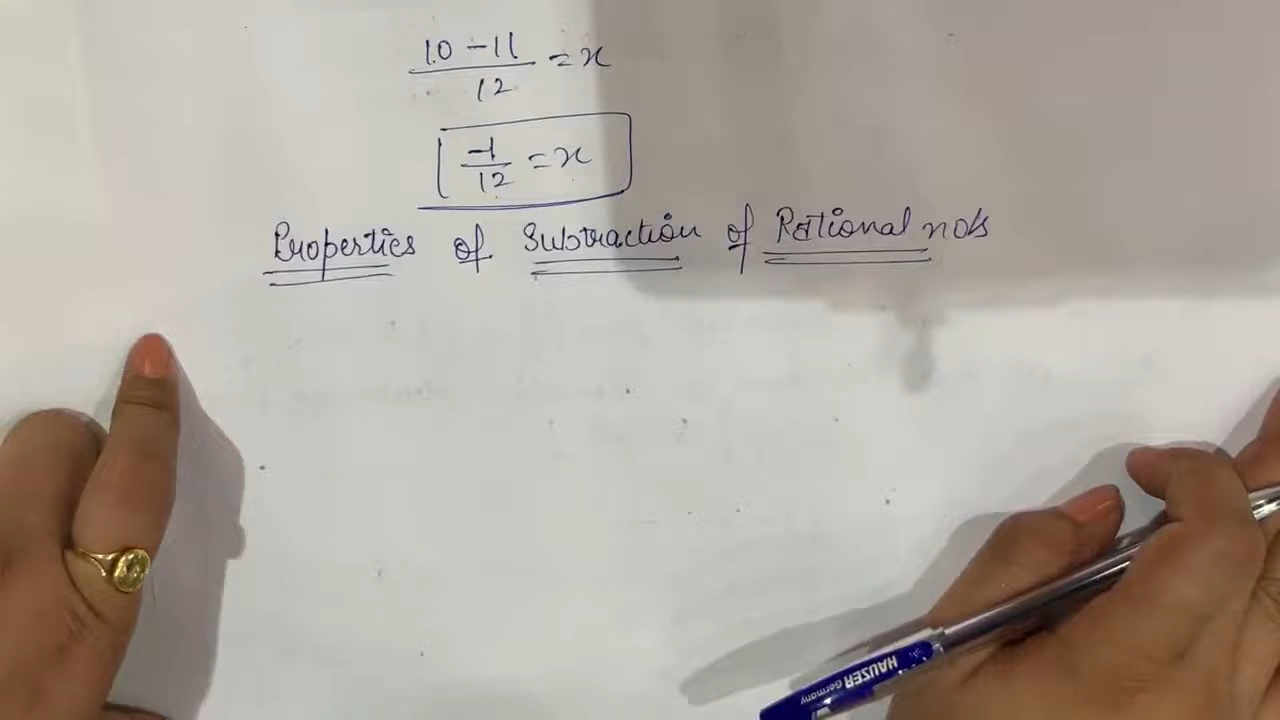 10 - 11 / 12 = x
-1 / 12 = x
Properties of Subtraction of Rational nos
HAUSER Germany